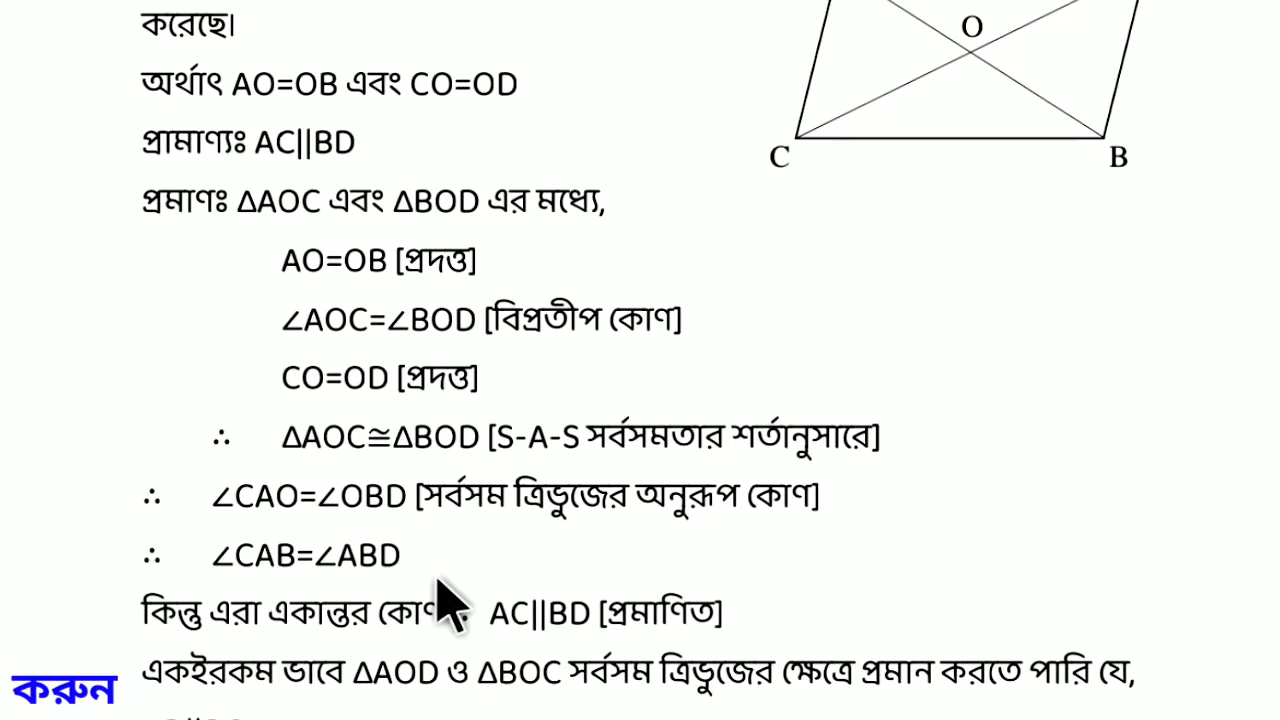 করেছে।
O
অর্থাৎ AO=OB এবং CO=OD
প্রামাণ্যঃ AC||BD
C B
প্রমাণঃ ΔAOC এবং ΔBOD এর মধ্যে,
AO=OB [প্রদত্ত]
∠AOC=∠BOD [বিপ্রতীপ কোণ]
CO=OD [প্রদত্ত]
∴ ΔAOC≅ΔBOD [S-A-S সর্বসমতার শর্তানুসারে]
∴ ∠CAO=∠OBD [সর্বসম ত্রিভুজের অনুরূপ কোণ]
∴ ∠CAB=∠ABD
কিন্তু এরা একান্তর কোণ AC||BD [প্রমাণিত]
একইরকম ভাবে ΔAOD ও ΔBOC সর্বসম ত্রিভুজের ক্ষেত্রে প্রমান করতে পারি যে,
করুন